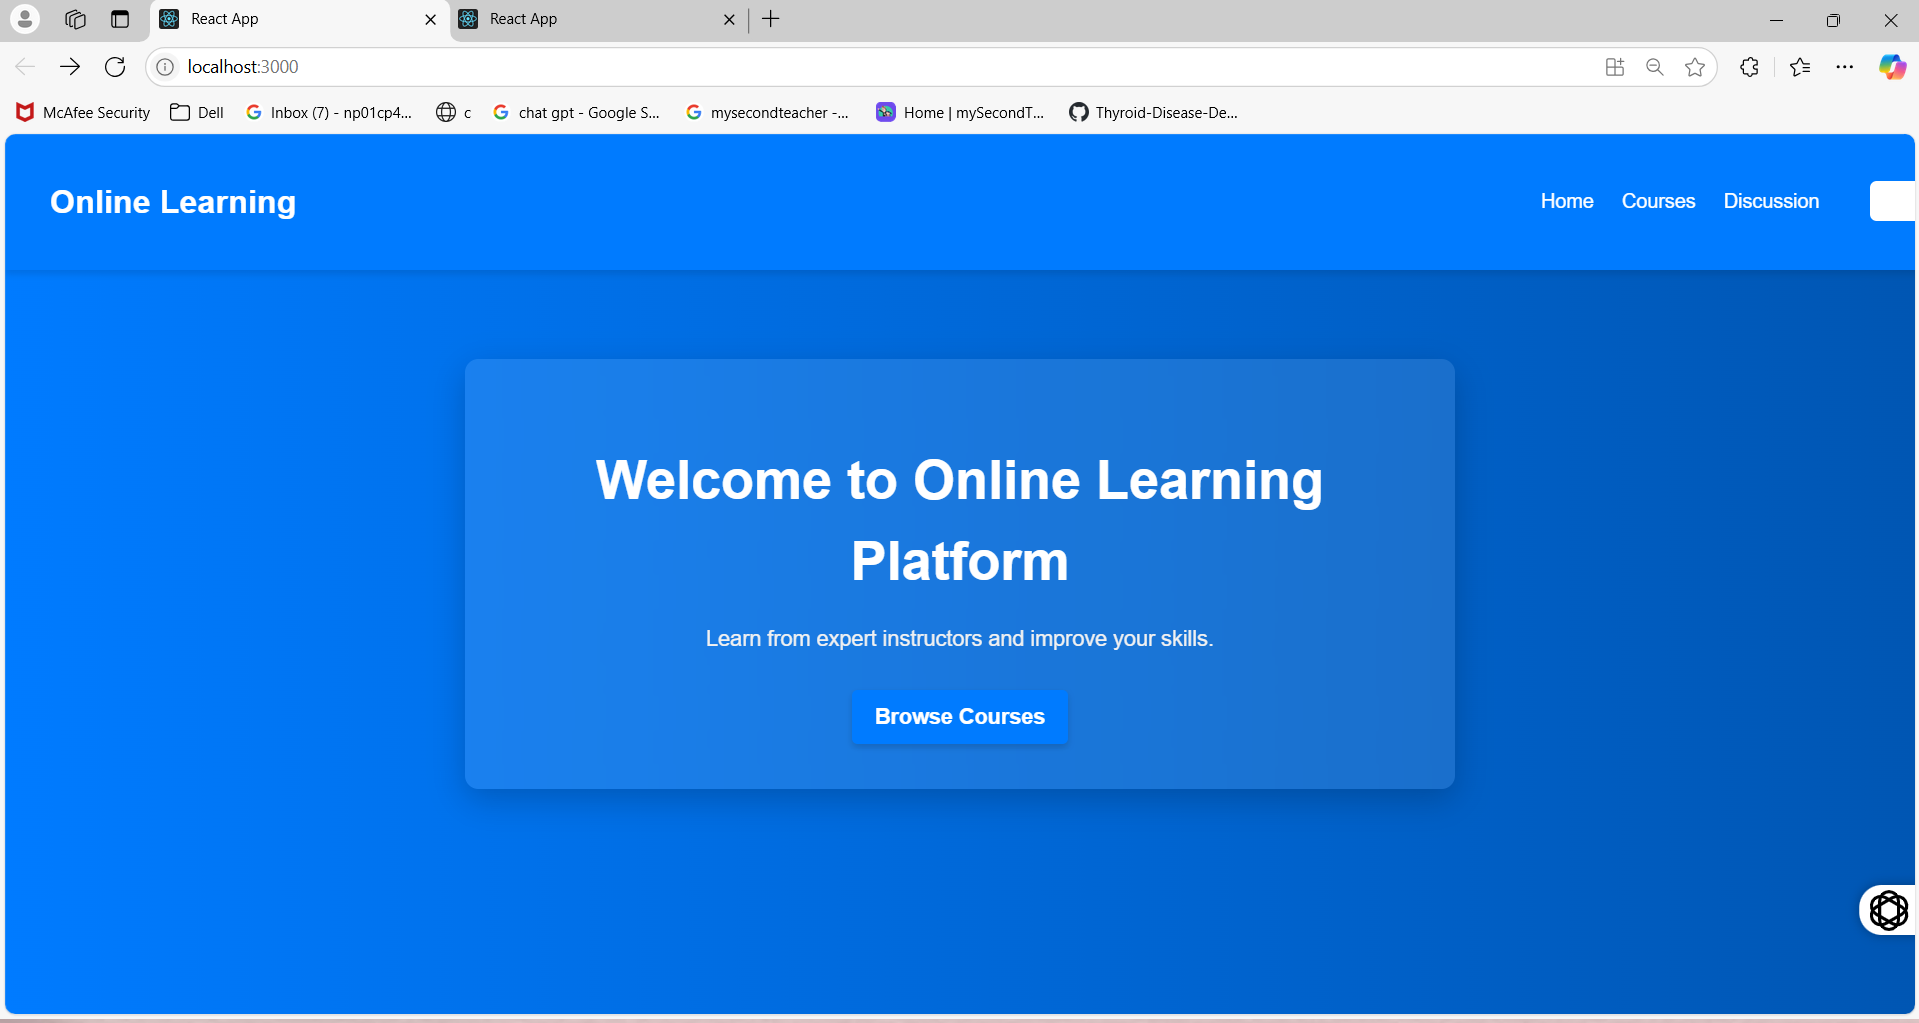 React App
React App
localhost:3000
McAfee Security
Dell
Inbox (7) - np01cp4...
c
chat gpt - Google S...
mysecondteacher -...
Home | mySecondT...
Thyroid-Disease-De...
Online Learning
Home
Courses
Discussion
Welcome to Online Learning
Platform
Learn from expert instructors and improve your skills.
Browse Courses